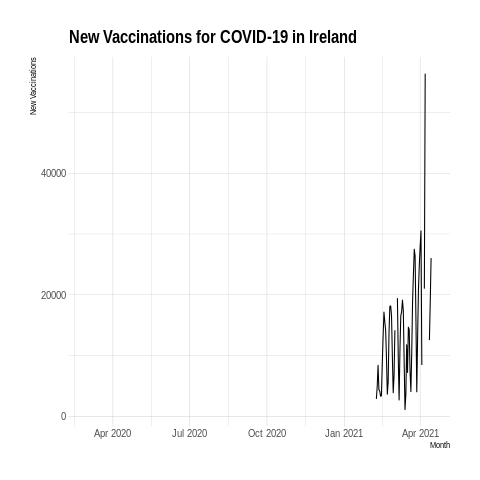 New Vaccinations for COVID-19 in Ireland
New Vaccinations
40000
20000
0
Apr 2020 Jul 2020 Oct 2020 Jan 2021 Apr 2021
Month